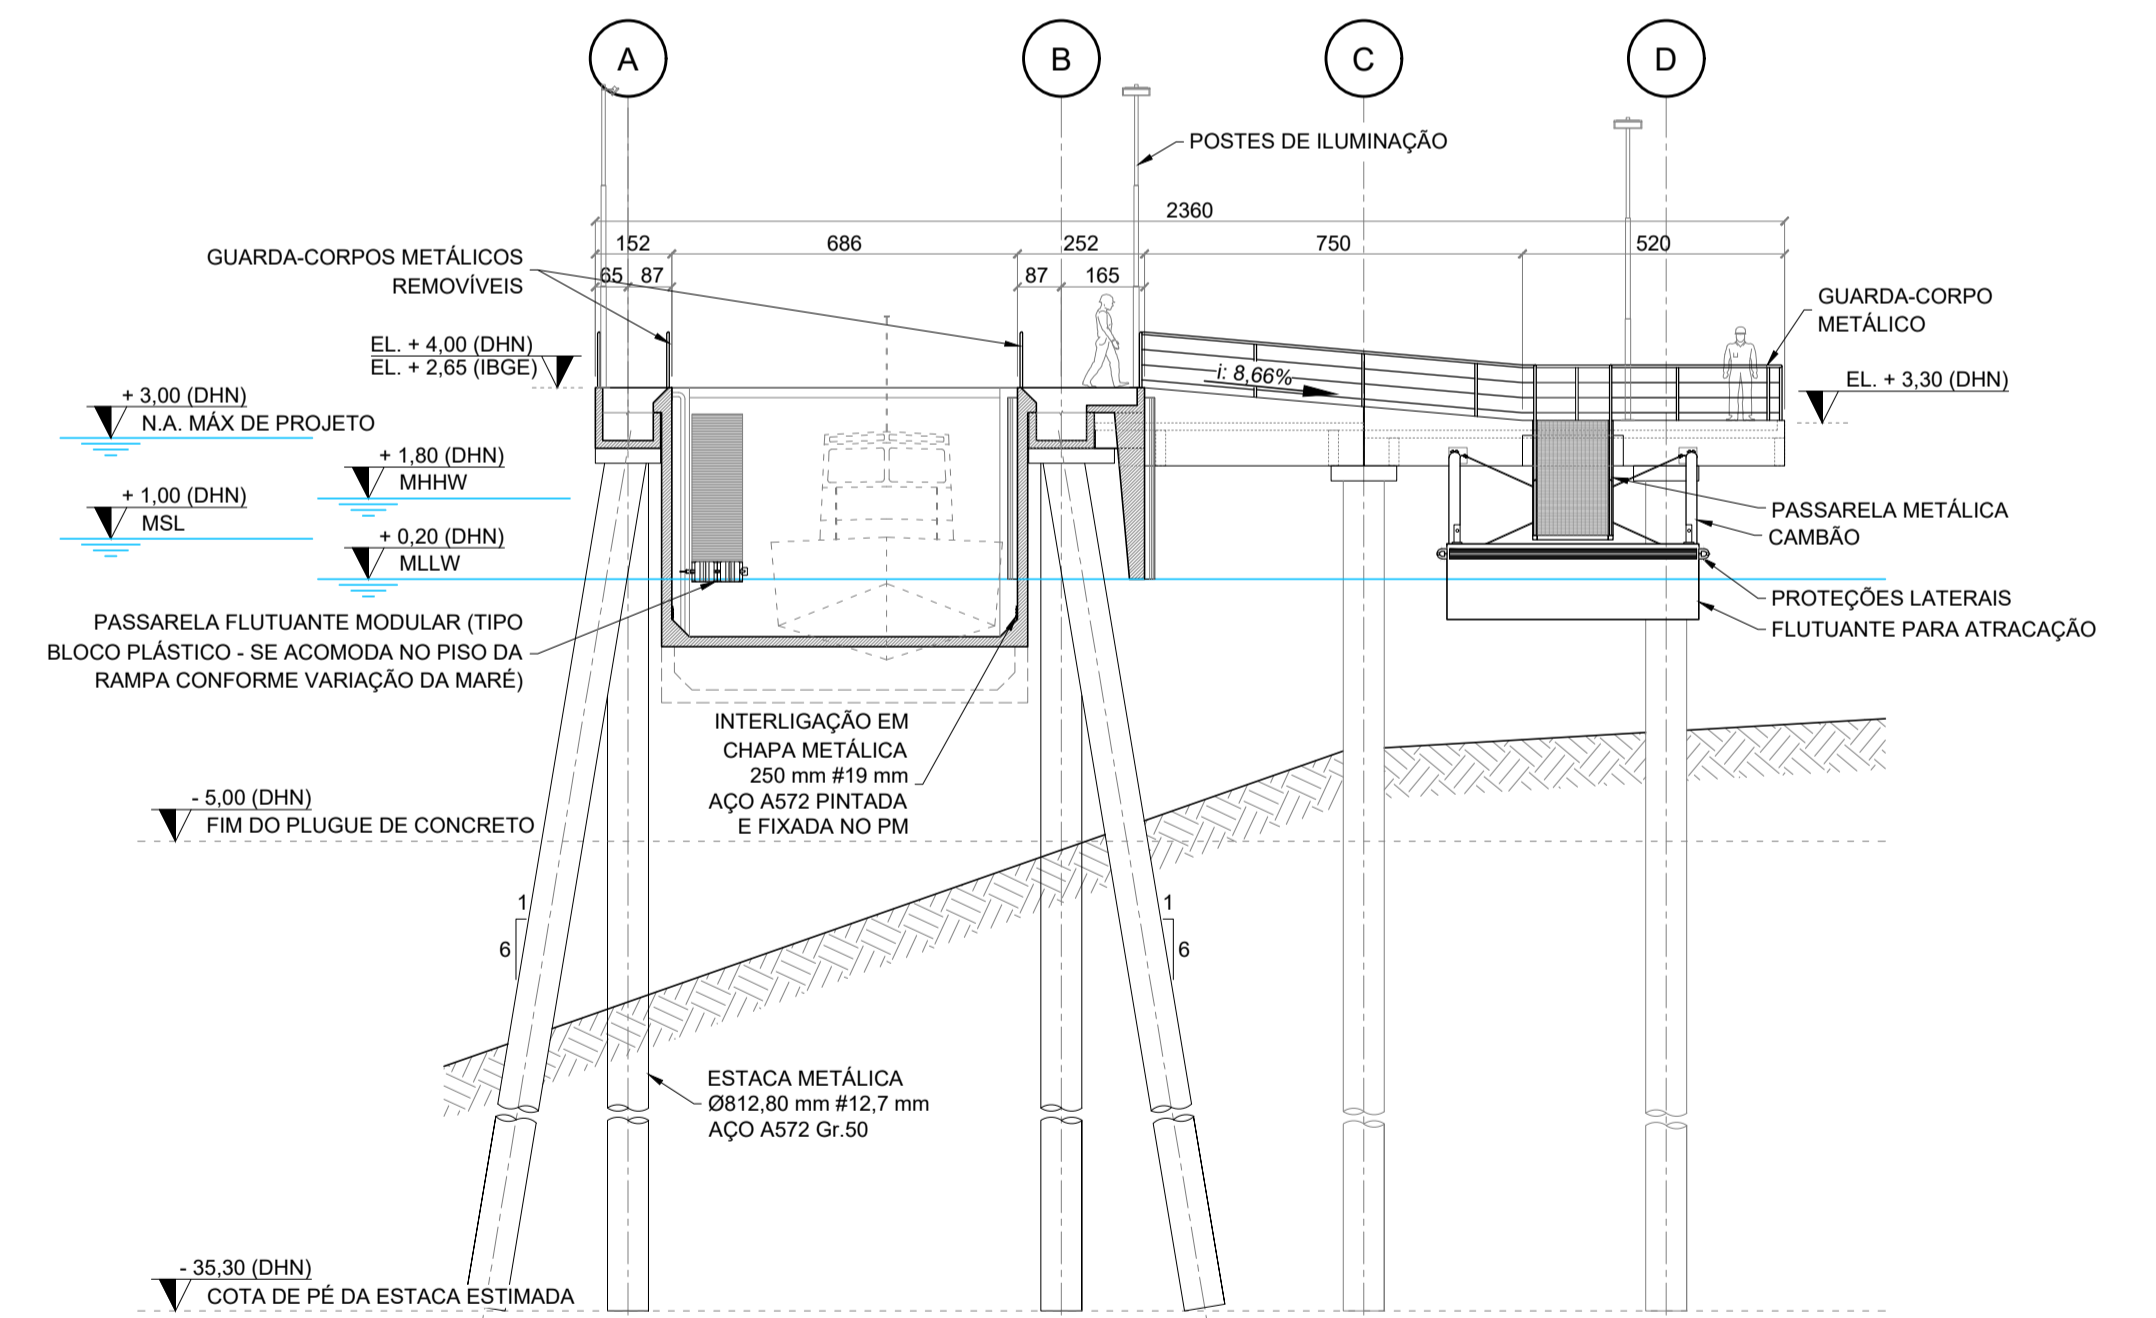 A
B
C
D
POSTES DE ILUMINAÇÃO
2360
152
686
252
750
520
65
87
87
165
GUARDA-CORPOS METÁLICOS
REMOVÍVEIS
GUARDA-CORPO
METÁLICO
EL. + 4,00 (DHN)
EL. + 2,65 (IBGE)
i: 8,66%
EL. + 3,30 (DHN)
+ 3,00 (DHN)
N.A. MÁX DE PROJETO
+ 1,80 (DHN)
MHHW
+ 1,00 (DHN)
MSL
+ 0,20 (DHN)
MLLW
PASSARELA METÁLICA
CAMBÃO
PROTEÇÕES LATERAIS
FLUTUANTE PARA ATRACAÇÃO
PASSARELA FLUTUANTE MODULAR (TIPO
BLOCO PLÁSTICO - SE ACOMODA NO PISO DA
RAMPA CONFORME VARIAÇÃO DA MARÉ)
INTERLIGAÇÃO EM
CHAPA METÁLICA
250 mm #19 mm
AÇO A572 PINTADA
E FIXADA NO PM
- 5,00 (DHN)
FIM DO PLUGUE DE CONCRETO
1
6
1
6
ESTACA METÁLICA
Ø812,80 mm #12,7 mm
AÇO A572 Gr.50
- 35,30 (DHN)
COTA DE PÉ DA ESTACA ESTIMADA